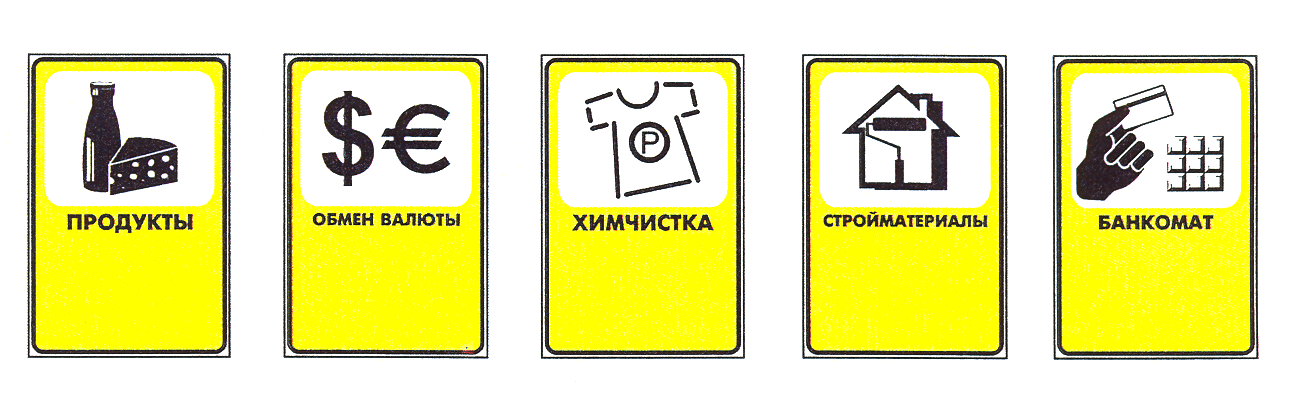 $€
ПРОДУКТЫ
ОБМЕН ВАЛЮТЫ
P
ХИМЧИСТКА
СТРОЙМАТЕРИАЛЫ
БАНКОМАТ